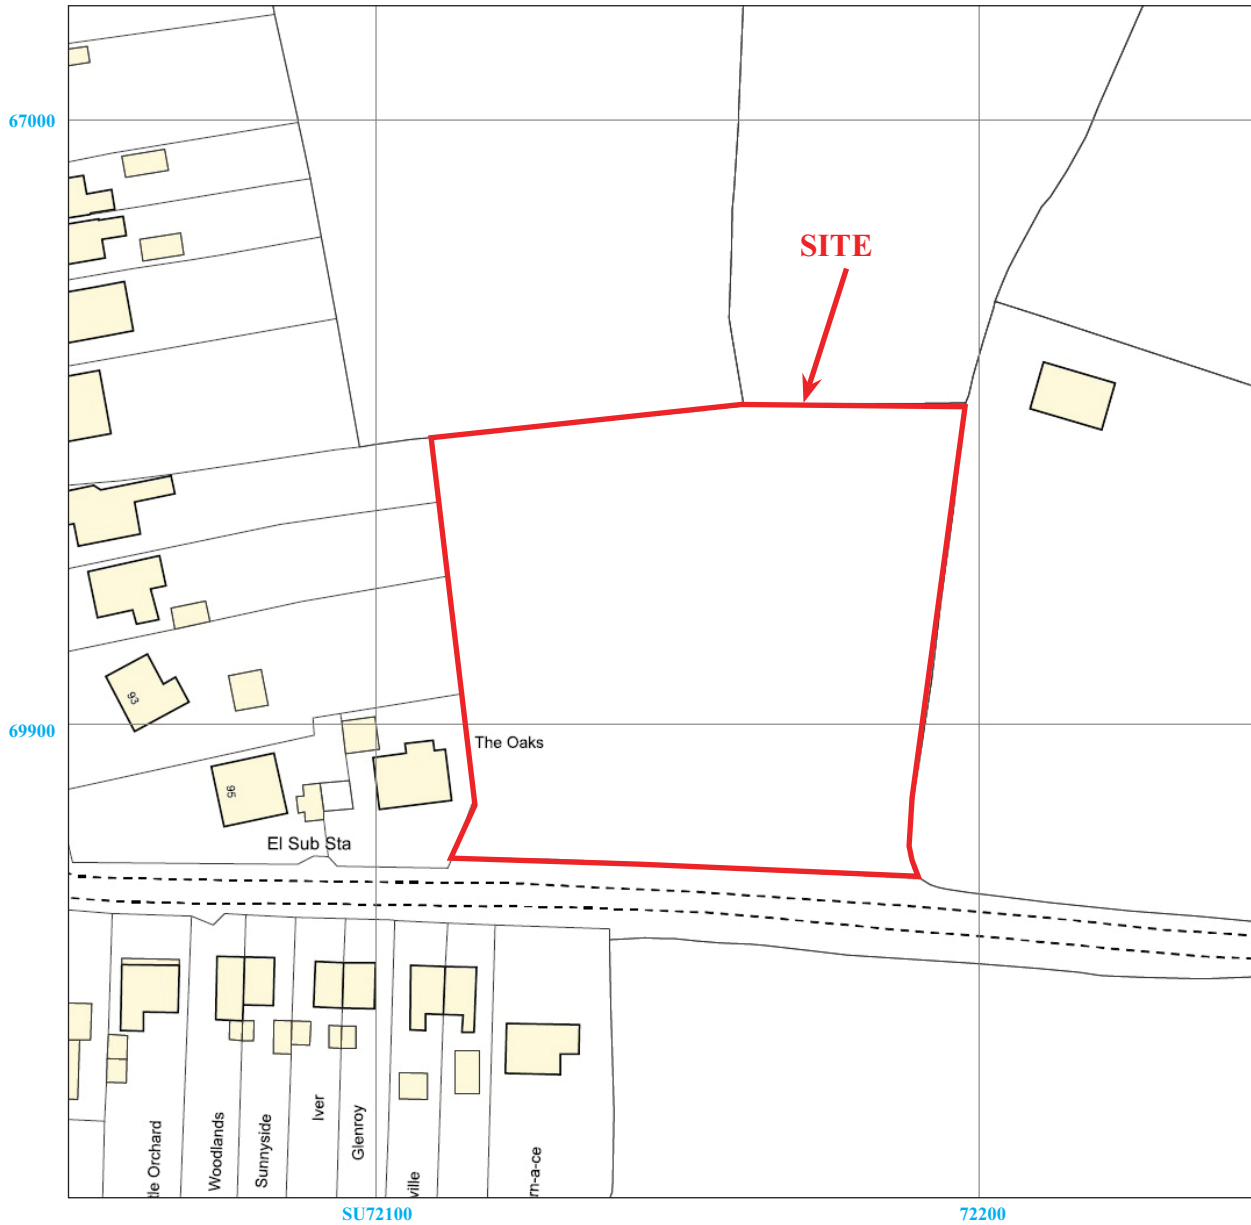 67000
SITE
93
69900
The Oaks
95
El Sub Sta
tle Orchard
Woodlands
Sunnyside
Iver
Glenroy
ville
rn-a-ce
SU72100
72200